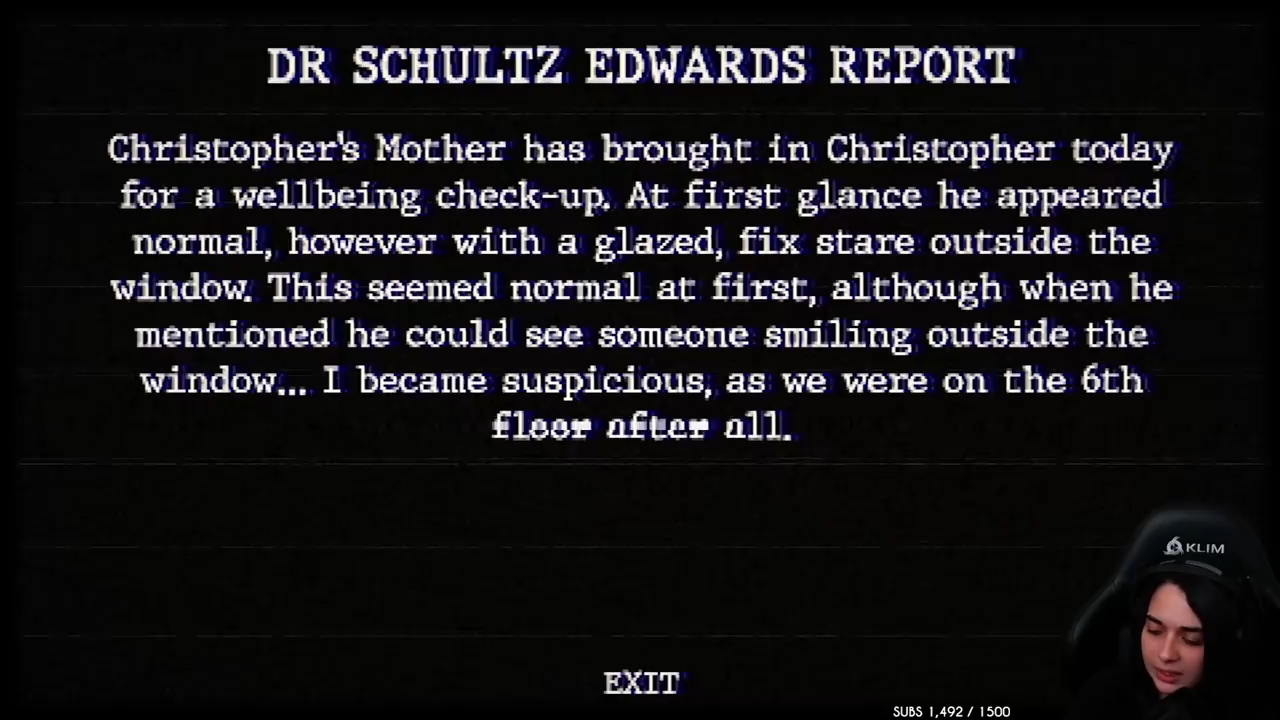 DR SCHULTZ EDWARDS REPORT
Christopher's Mother has brought in Christopher today
for a wellbeing check-up. At first glance he appeared
normal, however with a glazed, fix stare outside the
window. This seemed normal at first, although when he
mentioned he could see someone smiling outside the
window... I became suspicious, as we were on the 6th
floor after all.
KLIM
EXIT
SUBS 1,492 / 1500